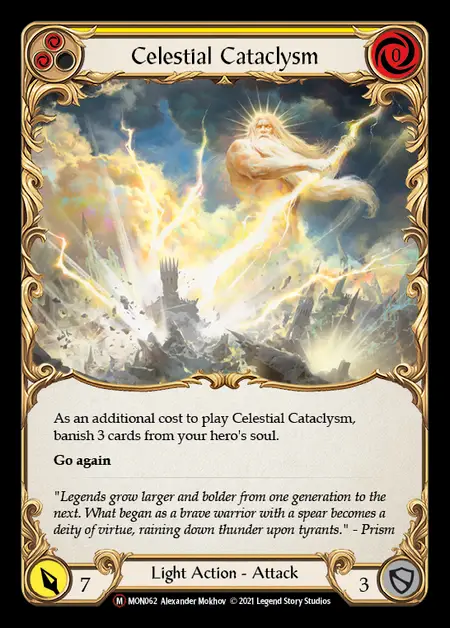 Celestial Cataclysm
0
As an additional cost to play Celestial Cataclysm,
banish 3 cards from your hero's soul.
Go again
"Legends grow larger and bolder from one generation to the
next. What began as a brave warrior with a spear becomes a
deity of virtue, raining down thunder upon tyrants." - Prism
7
Light Action - Attack
3
M MON062 Alexander Mokhov © 2021 Legend Story Studios